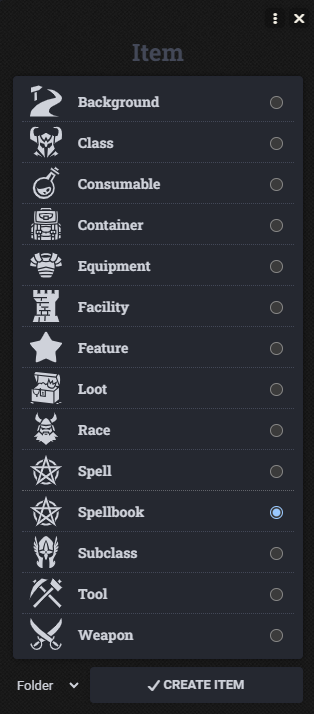 Item
Background
Class
Consumable
Container
Equipment
Facility
Feature
Loot
Race
Spell
Spellbook
Subclass
Tool
Weapon
Folder
CREATE ITEM